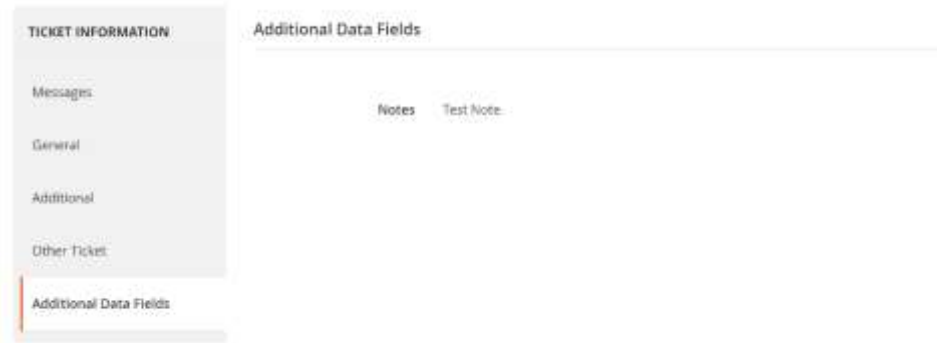 TICKET INFORMATION
Messages
General
Additional
Other Ticket
Additional Data Fields
Additional Data Fields
Notes Test Note